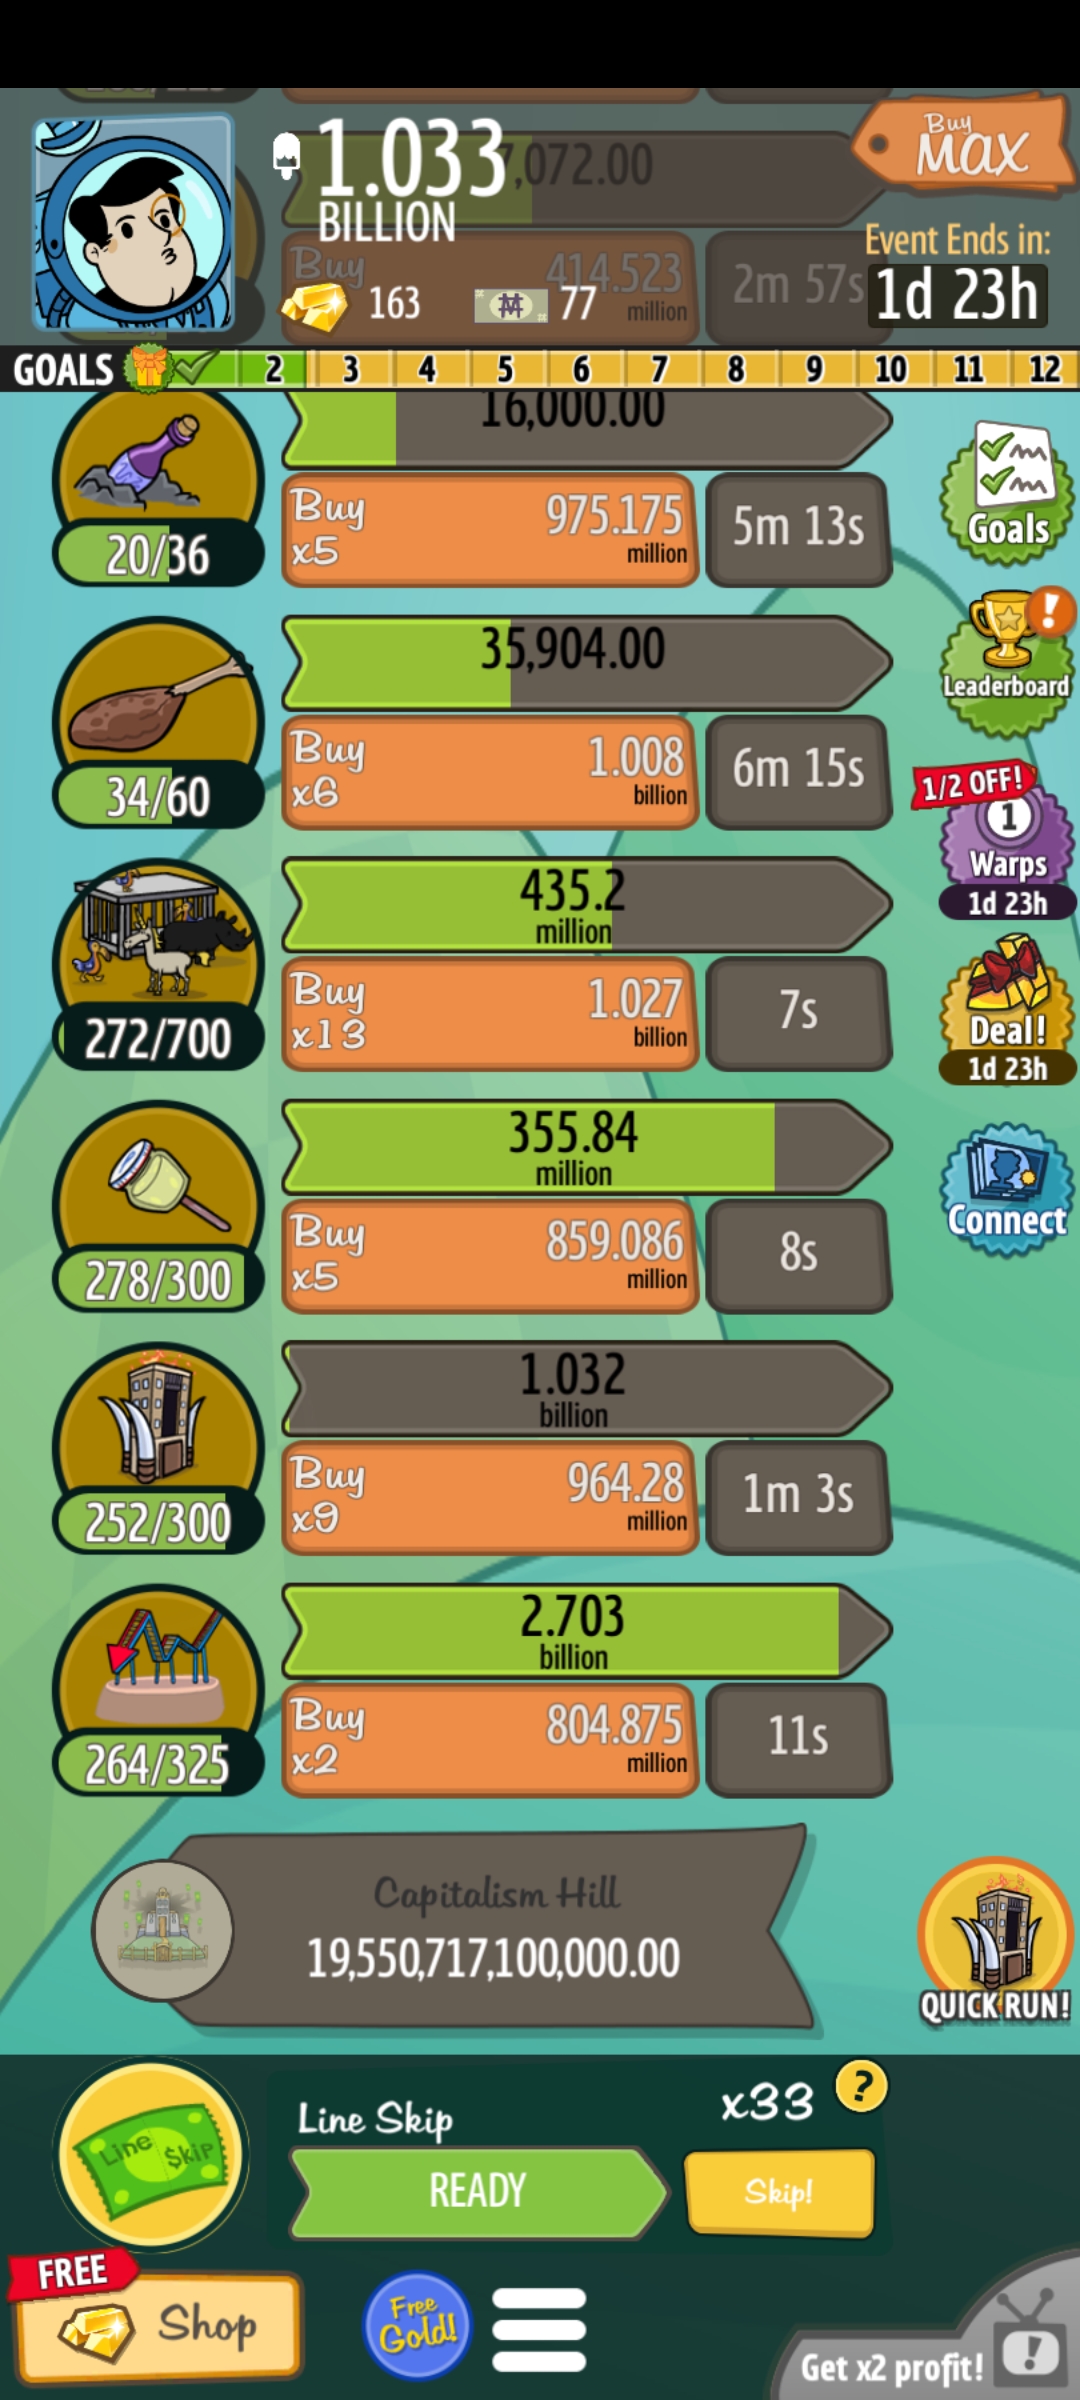 1.033
7,072.00
BILLION
Buy
MAX
Buy
414.523
million
2m 57s
163
77
Event Ends in:
1d 23h
GOALS 2 3 4 5 6 7 8 9 10 11 12
16,000.00
Buy
x5
975.175
million
5m 13s
20/36
Goals
35,904.00
Leaderboard
!
Buy
x6
1.008
billion
6m 15s
34/60
1/2 OFF!
1
Warps
1d 23h
435.2
million
Buy
x13
1.027
billion
7s
272/700
Deal!
1d 23h
355.84
million
Buy
x5
859.086
million
8s
278/300
Connect
1.032
billion
Buy
x9
964.28
million
1m 3s
252/300
2.703
billion
Buy
x2
804.875
million
11s
264/325
Capitalism Hill
19,550,717,100,000.00
QUICK RUN!
Line $kip
Line Skip
x33
?
READY
Skip!
FREE
Shop
Free
Gold!
Get x2 profit!
!